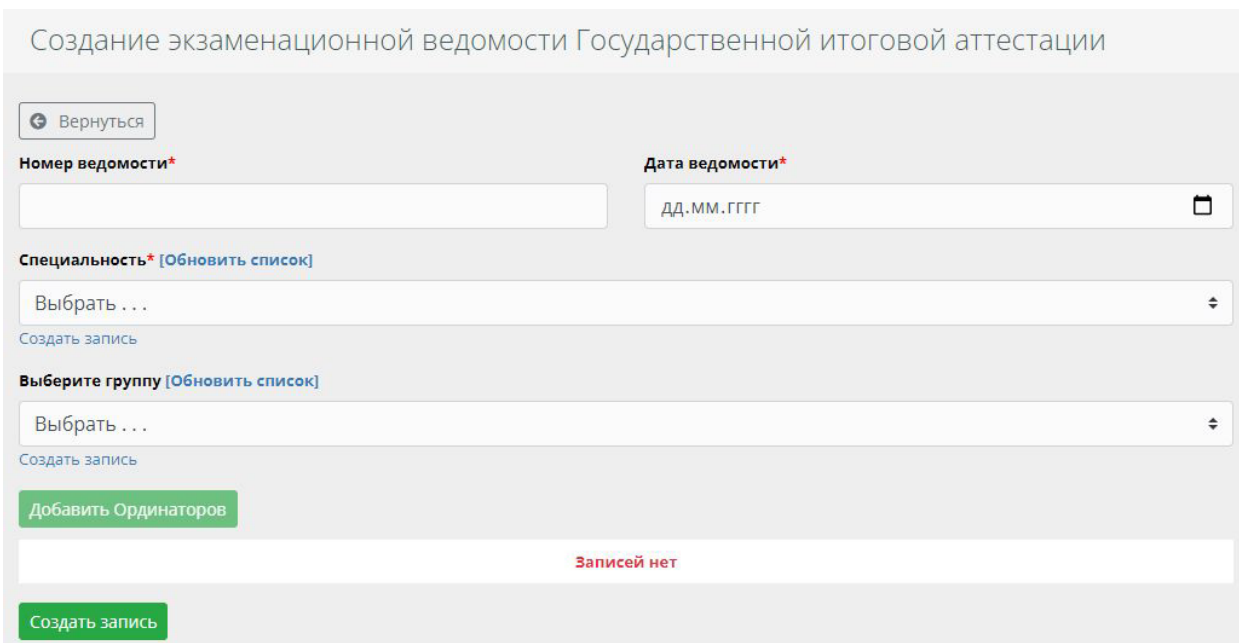 Создание экзаменационной ведомости Государственной итоговой аттестации
Вернуться
Номер ведомости*
Дата ведомости*
дд.мм.гггг
Специальность* [Обновить список]
Выбрать . . .
Создать запись
Выберите группу [Обновить список]
Выбрать . . .
Создать запись
Добавить Ординаторов
Записей нет
Создать запись